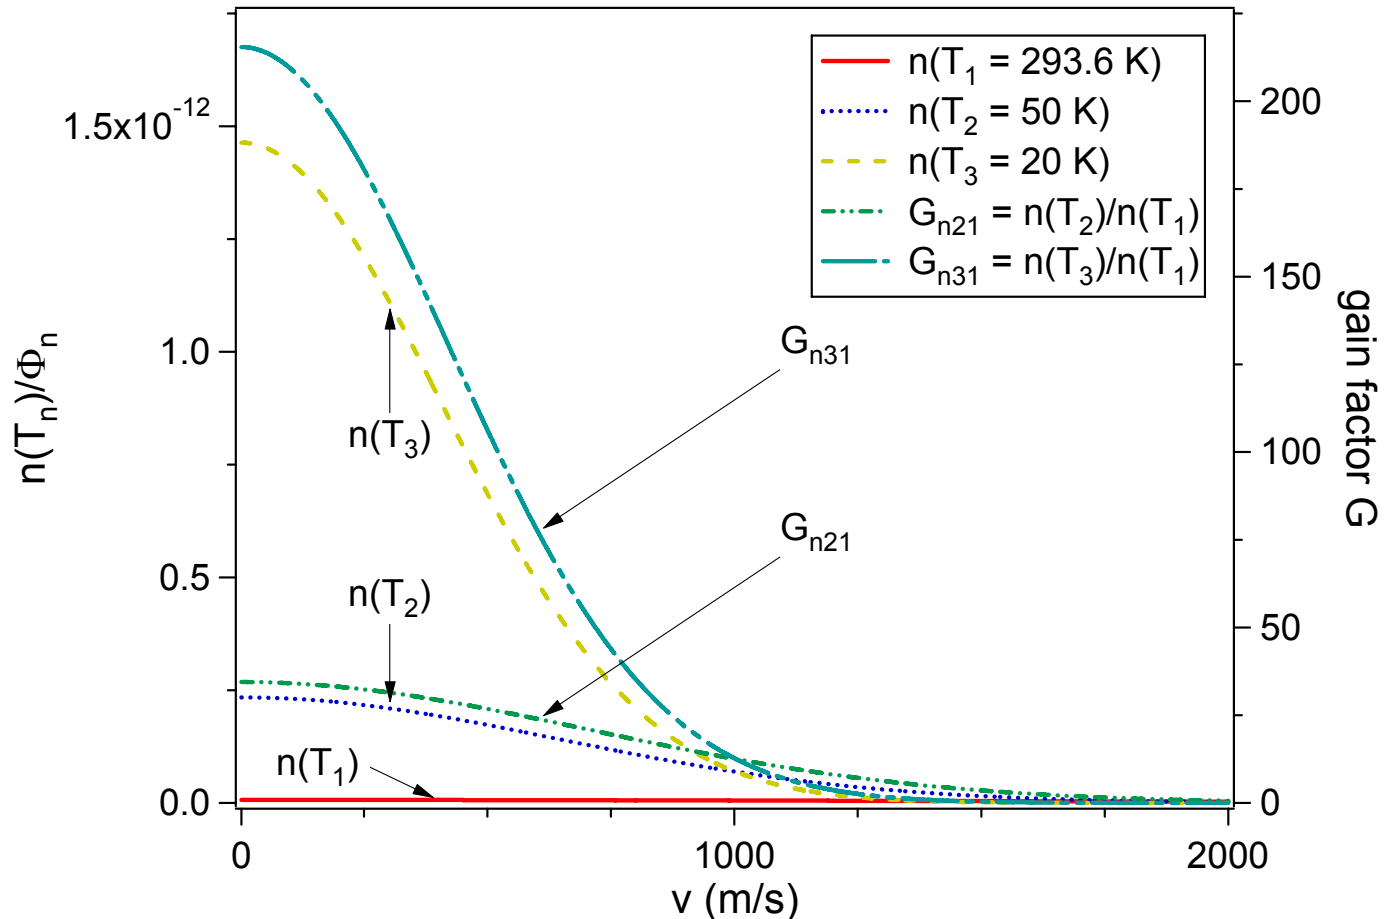 n(T₁ = 293.6 K)
n(T₂ = 50 K)
n(T₃ = 20 K)
Gₙ₂₁ = n(T₂)/n(T₁)
Gₙ₃₁ = n(T₃)/n(T₁)
1.5x10⁻¹²
1.0
0.5
0.0
n(Tₙ)/Φₙ
200
150
100
50
0
gain factor G
Gₙ₃₁
n(T₃)
Gₙ₂₁
n(T₂)
n(T₁)
0
1000
2000
v (m/s)